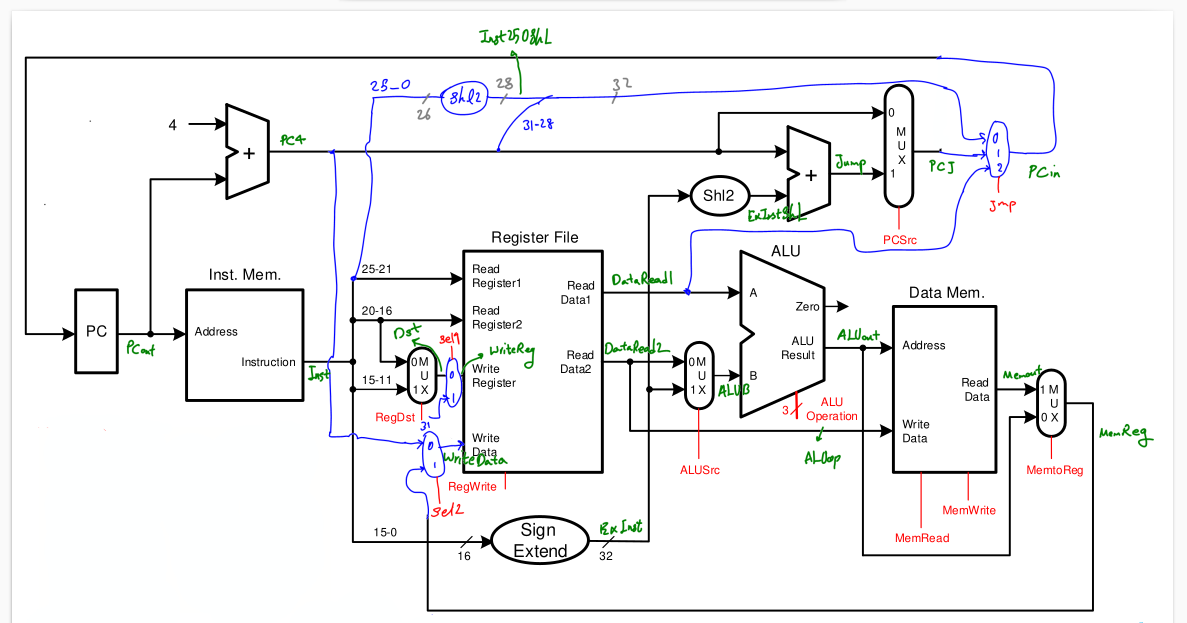 Inst250ShL
25_0
26
Shl2
28
32
31-28
4
+
PC4
0
M
U
X
1
+
Jump
PCJ
0
1
2
PCin
Jmp
Shl2
ExInstShL
PCSrc
Register File
ALU
Inst. Mem.
Data Mem.
25-21
Read
Register1
Read
Data1
DataRead1
A
Zero
PC
PCout
Address
Instruction
Inst
20-16
Read
Register2
Dst
Sel1
WriteReg
0 M
U
1 X
0
1
Write
Register
Read
Data2
DataRead2
0 M
U
1 X
ALUB
B
ALU
Result
ALUout
Address
Read
Data
Memout
1 M
U
0 X
MemReg
15-11
RegDst
31
3
ALU
Operation
ALOop
Write
Data
0
1
Write
Data
WriteData
RegWrite
Sel2
ALUSrc
MemtoReg
MemWrite
MemRead
15-0
16
Sign
Extend
ExInst
32